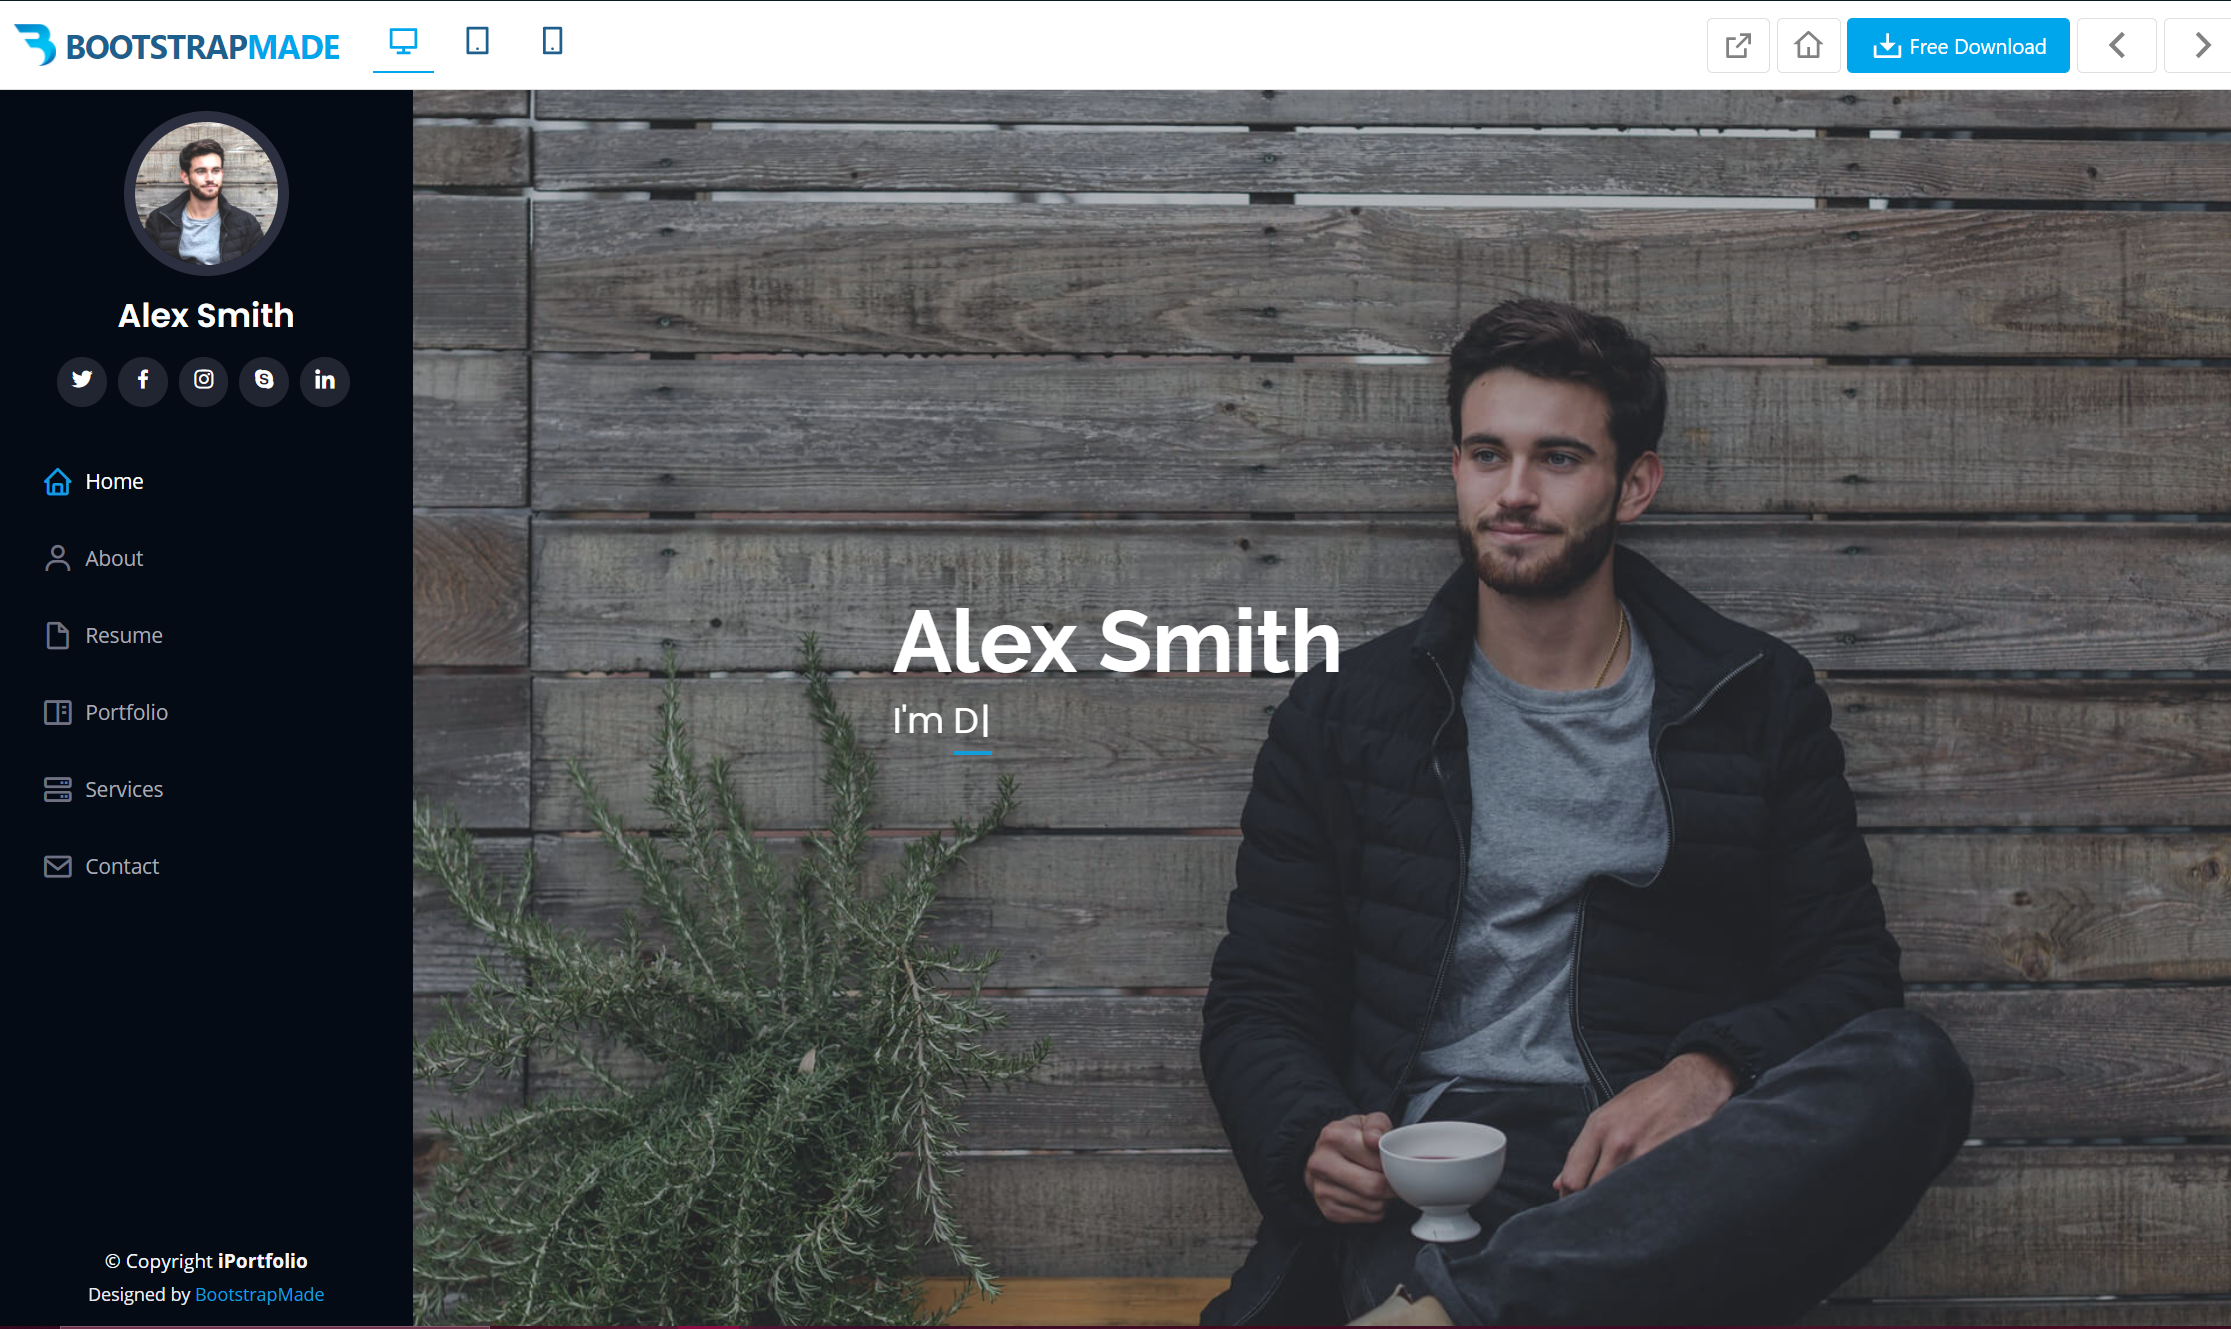 BOOTSTRAPMADE
Free Download
Alex Smith
Home
About
Resume
Portfolio
Services
Contact
© Copyright iPortfolio
Designed by BootstrapMade
Alex Smith
I'm D|